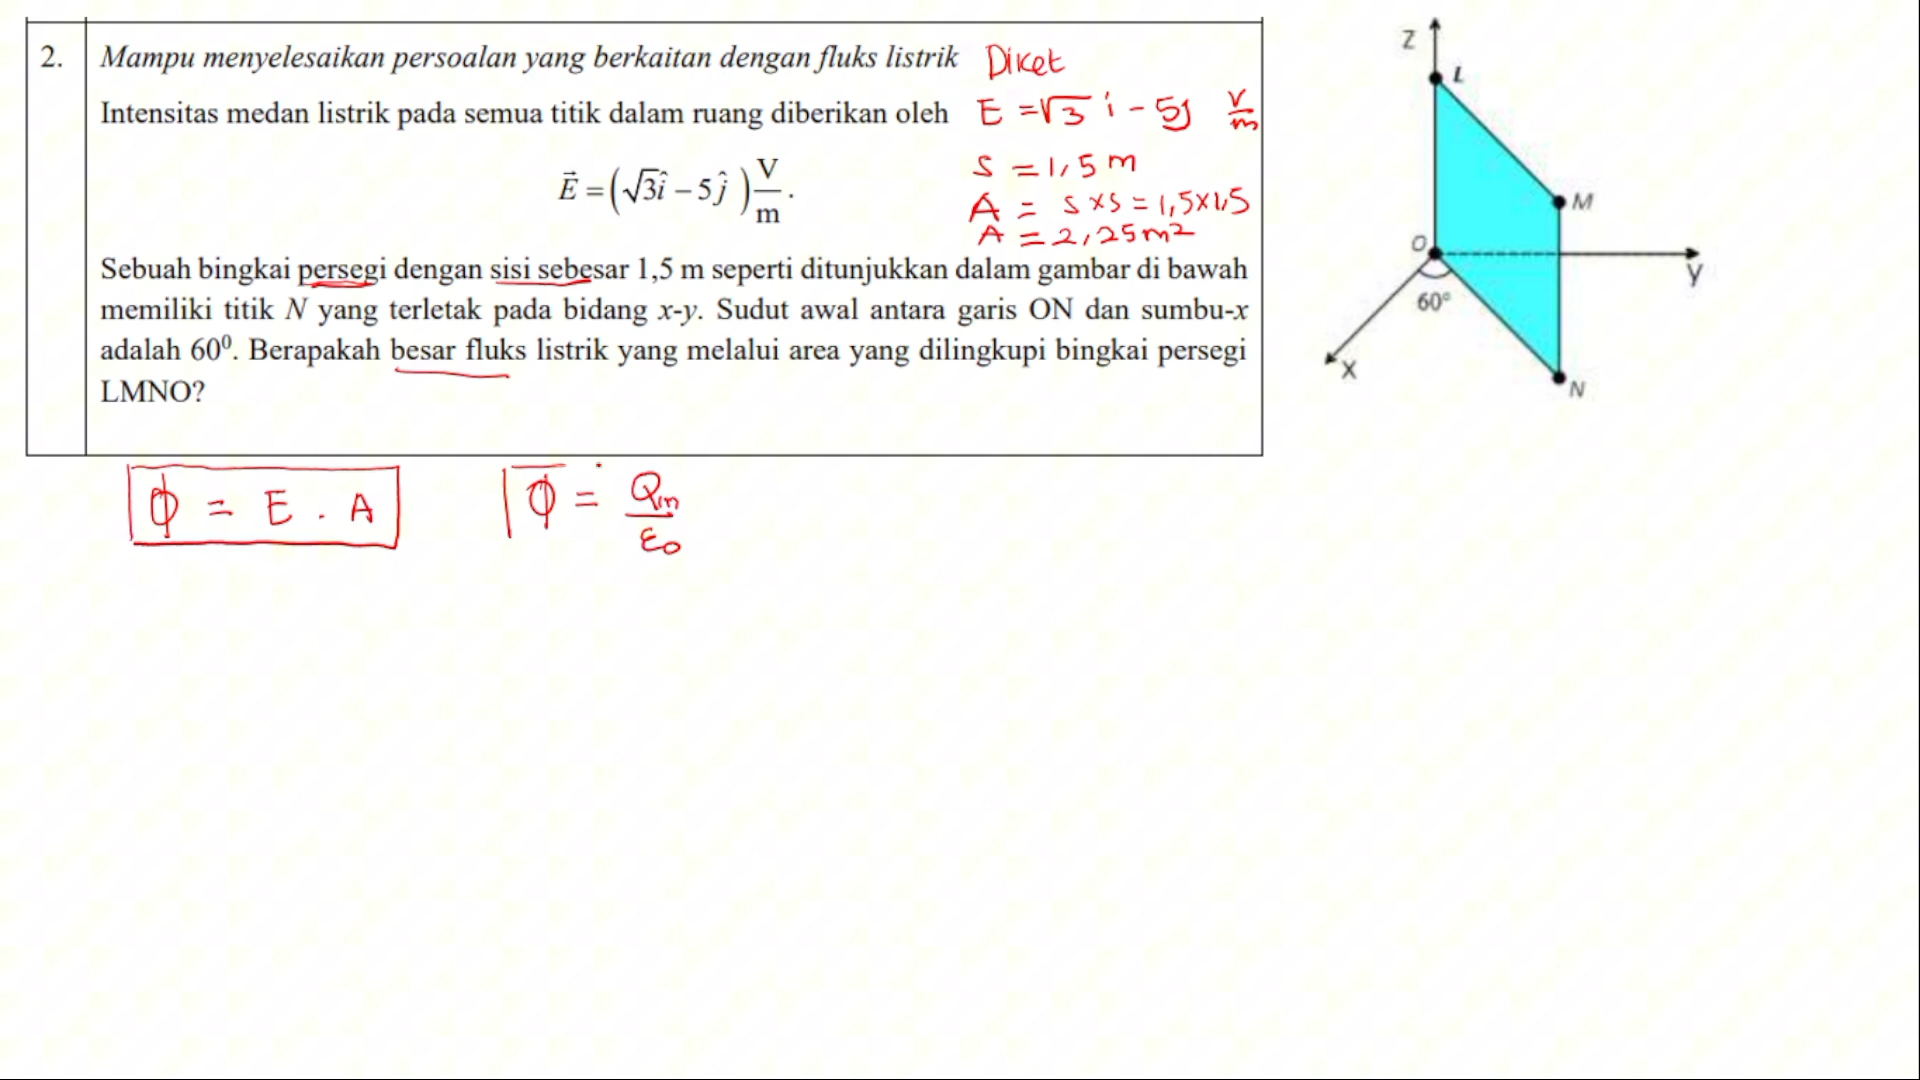 2. Mampu menyelesaikan persoalan yang berkaitan dengan fluks listrik
Intensitas medan listrik pada semua titik dalam ruang diberikan oleh
E⃗ = (√3î – 5ĵ) V/m.
Sebuah bingkai persegi dengan sisi sebesar 1,5 m seperti ditunjukkan dalam gambar di bawah
memiliki titik N yang terletak pada bidang x-y. Sudut awal antara garis ON dan sumbu-x
adalah 60⁰. Berapakah besar fluks listrik yang melalui area yang dilingkupi bingkai persegi
LMNO?
Diket
E = √3 i - 5j V/m
S = 1,5 m
A = S x S = 1,5 x 1,5
A = 2,25 m2
Z
L
M
O
y
60°
X
N
ϕ = E . A
ϕ = Qin/ε0